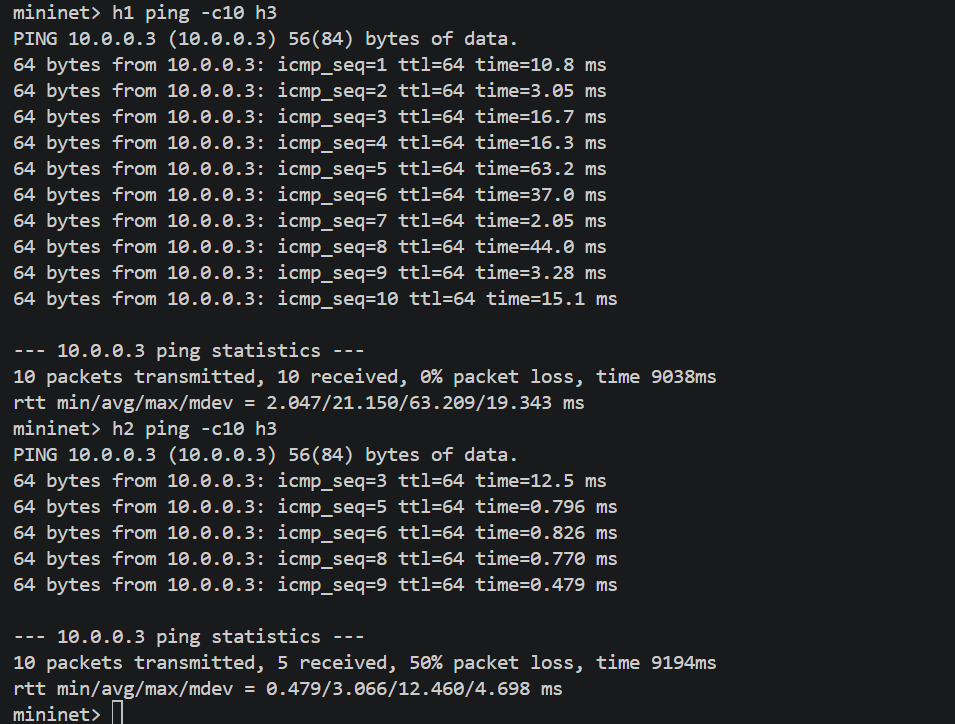 mininet> h1 ping -c10 h3
PING 10.0.0.3 (10.0.0.3) 56(84) bytes of data.
64 bytes from 10.0.0.3: icmp_seq=1 ttl=64 time=10.8 ms
64 bytes from 10.0.0.3: icmp_seq=2 ttl=64 time=3.05 ms
64 bytes from 10.0.0.3: icmp_seq=3 ttl=64 time=16.7 ms
64 bytes from 10.0.0.3: icmp_seq=4 ttl=64 time=16.3 ms
64 bytes from 10.0.0.3: icmp_seq=5 ttl=64 time=63.2 ms
64 bytes from 10.0.0.3: icmp_seq=6 ttl=64 time=37.0 ms
64 bytes from 10.0.0.3: icmp_seq=7 ttl=64 time=2.05 ms
64 bytes from 10.0.0.3: icmp_seq=8 ttl=64 time=44.0 ms
64 bytes from 10.0.0.3: icmp_seq=9 ttl=64 time=3.28 ms
64 bytes from 10.0.0.3: icmp_seq=10 ttl=64 time=15.1 ms

--- 10.0.0.3 ping statistics ---
10 packets transmitted, 10 received, 0% packet loss, time 9038ms
rtt min/avg/max/mdev = 2.047/21.150/63.209/19.343 ms
mininet> h2 ping -c10 h3
PING 10.0.0.3 (10.0.0.3) 56(84) bytes of data.
64 bytes from 10.0.0.3: icmp_seq=3 ttl=64 time=12.5 ms
64 bytes from 10.0.0.3: icmp_seq=5 ttl=64 time=0.796 ms
64 bytes from 10.0.0.3: icmp_seq=6 ttl=64 time=0.826 ms
64 bytes from 10.0.0.3: icmp_seq=8 ttl=64 time=0.770 ms
64 bytes from 10.0.0.3: icmp_seq=9 ttl=64 time=0.479 ms

--- 10.0.0.3 ping statistics ---
10 packets transmitted, 5 received, 50% packet loss, time 9194ms
rtt min/avg/max/mdev = 0.479/3.066/12.460/4.698 ms
mininet>